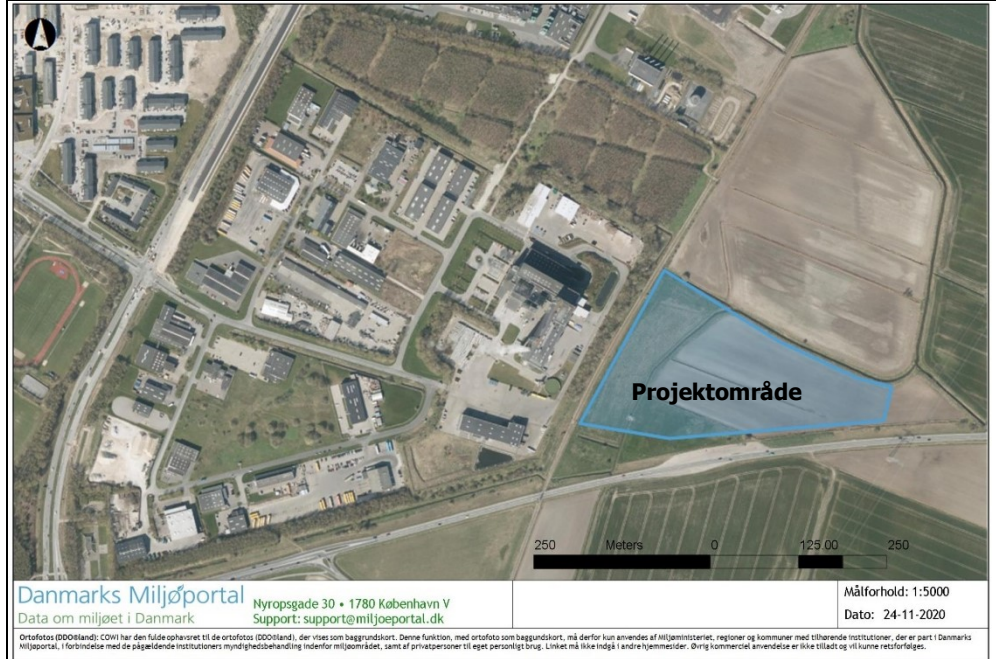 Projektområde
250 Meters 0 125.00 250
Danmarks Miljøportal
Data om miljøet i Danmark
Nyropsgade 30 • 1780 København V
Support: support@miljoeportal.dk
Målforhold: 1:5000
Dato: 24-11-2020
Ortofotos (DDO®land): COWI har den fulde ophavsret til de ortofotos (DDO®land), der vises som baggrundskort. Denne funktion, med ortofoto som baggrundskort, må derfor kun anvendes af Miljøministeriet, regioner og kommuner med tilhørende institutioner, der er part i Danmarks
Miljøportal, i forbindelse med de pågældende institutioners myndighedsbehandling indenfor miljøområdet, samt af privatpersoner til eget personligt brug. Linket må ikke indgå i andre hjemmesider. Øvrig kommerciel anvendelse er ikke tilladt og vil kunne retsforfølges.